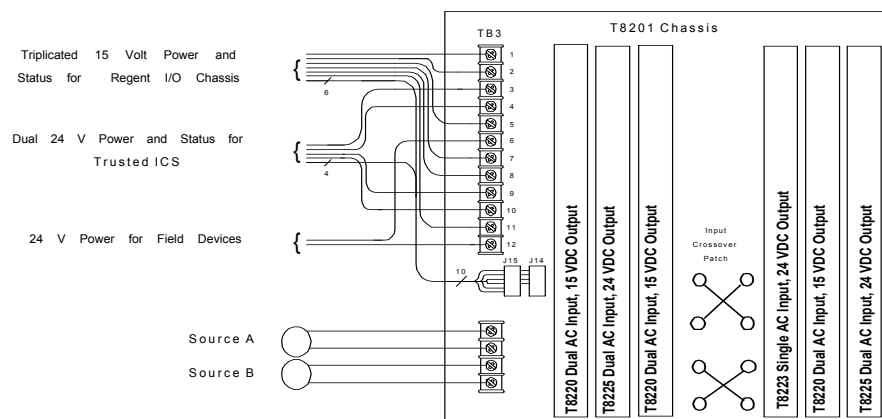 T8201 Chassis
TB3
Triplicated 15 Volt Power and
Status for Regent I/O Chassis
6
Dual 24 V Power and Status for
Trusted ICS
4
24 V Power for Field Devices
1
2
3
4
5
6
7
8
9
10
11
12
10
J15
J14
Source A
Source B
T8220 Dual AC Input, 15 VDC Output
T8225 Dual AC Input, 24 VDC Output
T8220 Dual AC Input, 15 VDC Output
Input
Crossover
Patch
T8223 Single AC Input, 24 VDC Output
T8220 Dual AC Input, 15 VDC Output
T8225 Dual AC Input, 24 VDC Output